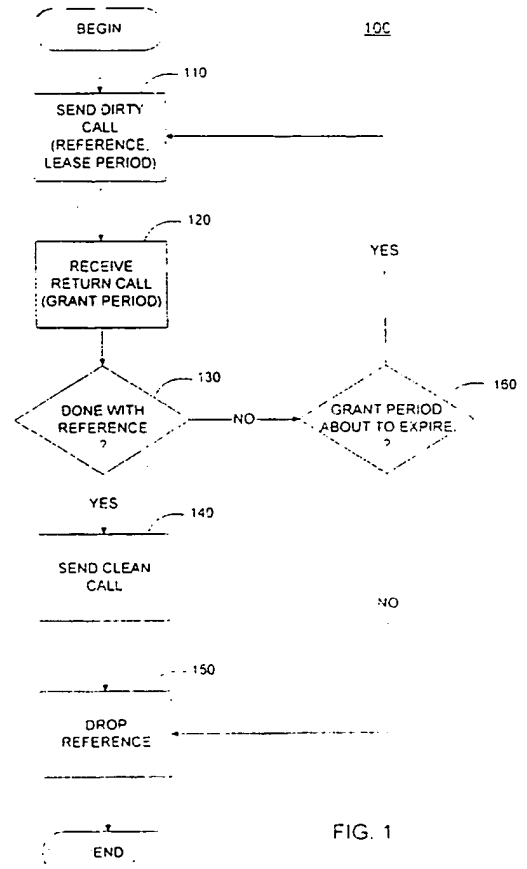 BEGIN
100
110
SEND DIRTY
CALL
(REFERENCE,
LEASE PERIOD)
120
RECEIVE
RETURN CALL
(GRANT PERIOD)
YES
130
DONE WITH
REFERENCE
?
NO
160
GRANT PERIOD
ABOUT TO EXPIRE.
?
YES
140
SEND CLEAN
CALL
NO
150
DROP
REFERENCE
END
FIG. 1